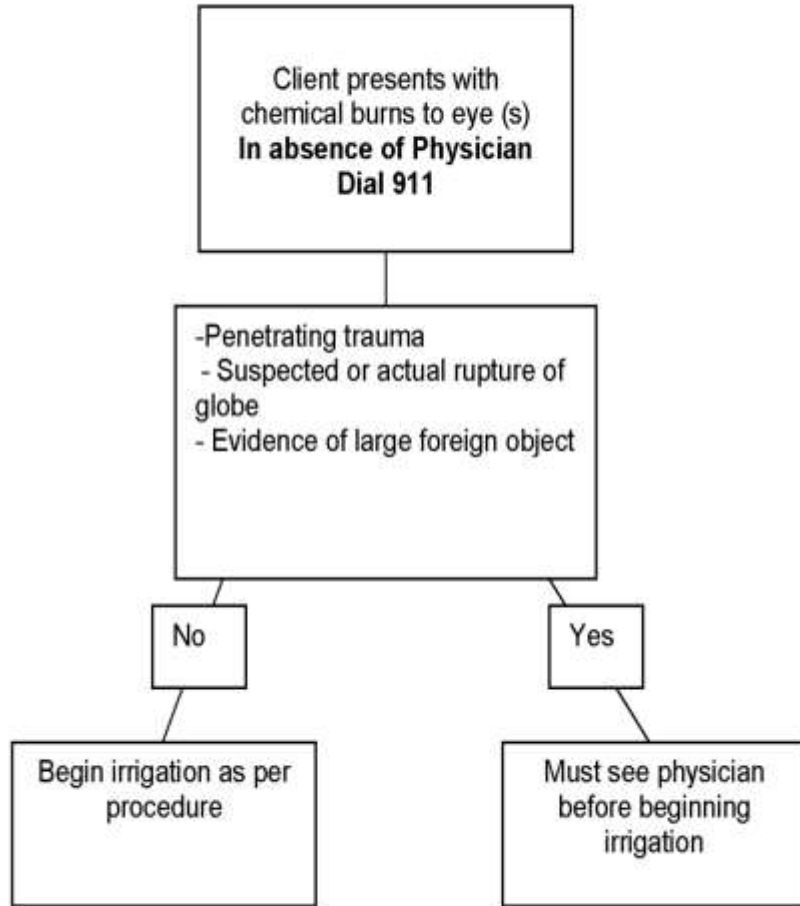 Client presents with
chemical burns to eye (s)
In absence of Physician
Dial 911
-Penetrating trauma
- Suspected or actual rupture of
globe
- Evidence of large foreign object
No
Yes
Begin irrigation as per
procedure
Must see physician
before beginning
irrigation